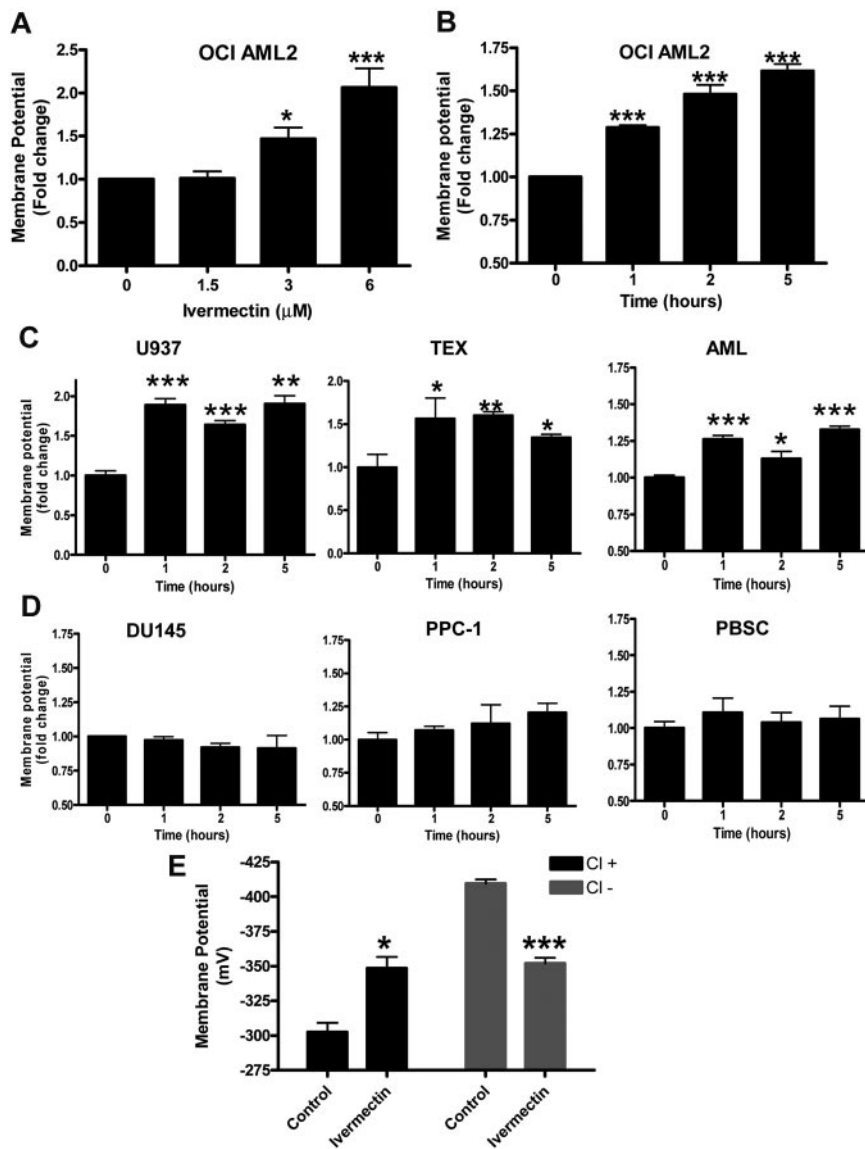 A
OCI AML2
Membrane Potential
(Fold change)
2.5
2.0
1.5
1.0
0.5
0.0
*
***
0 1.5 3 6
Ivermectin (μM)
B
OCI AML2
Membrane potential
(Fold change)
1.75
1.50
1.25
1.00
0.75
0.50
***
***
***
0 1 2 5
Time (hours)
C
U937
Membrane potential
(fold change)
2.0
1.5
1.0
0.5
0.0
***
***
**
0 1 2 5
Time (hours)
TEX
2.0
1.5
1.0
0.5
0.0
*
**
*
0 1 2 5
Time (hours)
AML
1.75
1.50
1.25
1.00
0.75
0.50
***
*
***
0 1 2 5
Time (hours)
D
DU145
Membrane potential
(fold change)
1.75
1.50
1.25
1.00
0.75
0.50
0 1 2 5
Time (hours)
PPC-1
1.75
1.50
1.25
1.00
0.75
0.50
0 1 2 5
Time (hours)
PBSC
1.75
1.50
1.25
1.00
0.75
0.50
0 1 2 5
Time (hours)
E
Membrane Potential
(mV)
-425
-400
-350
-300
-275
*
***
Cl +
Cl -
Control
Ivermectin
Control
Ivermectin